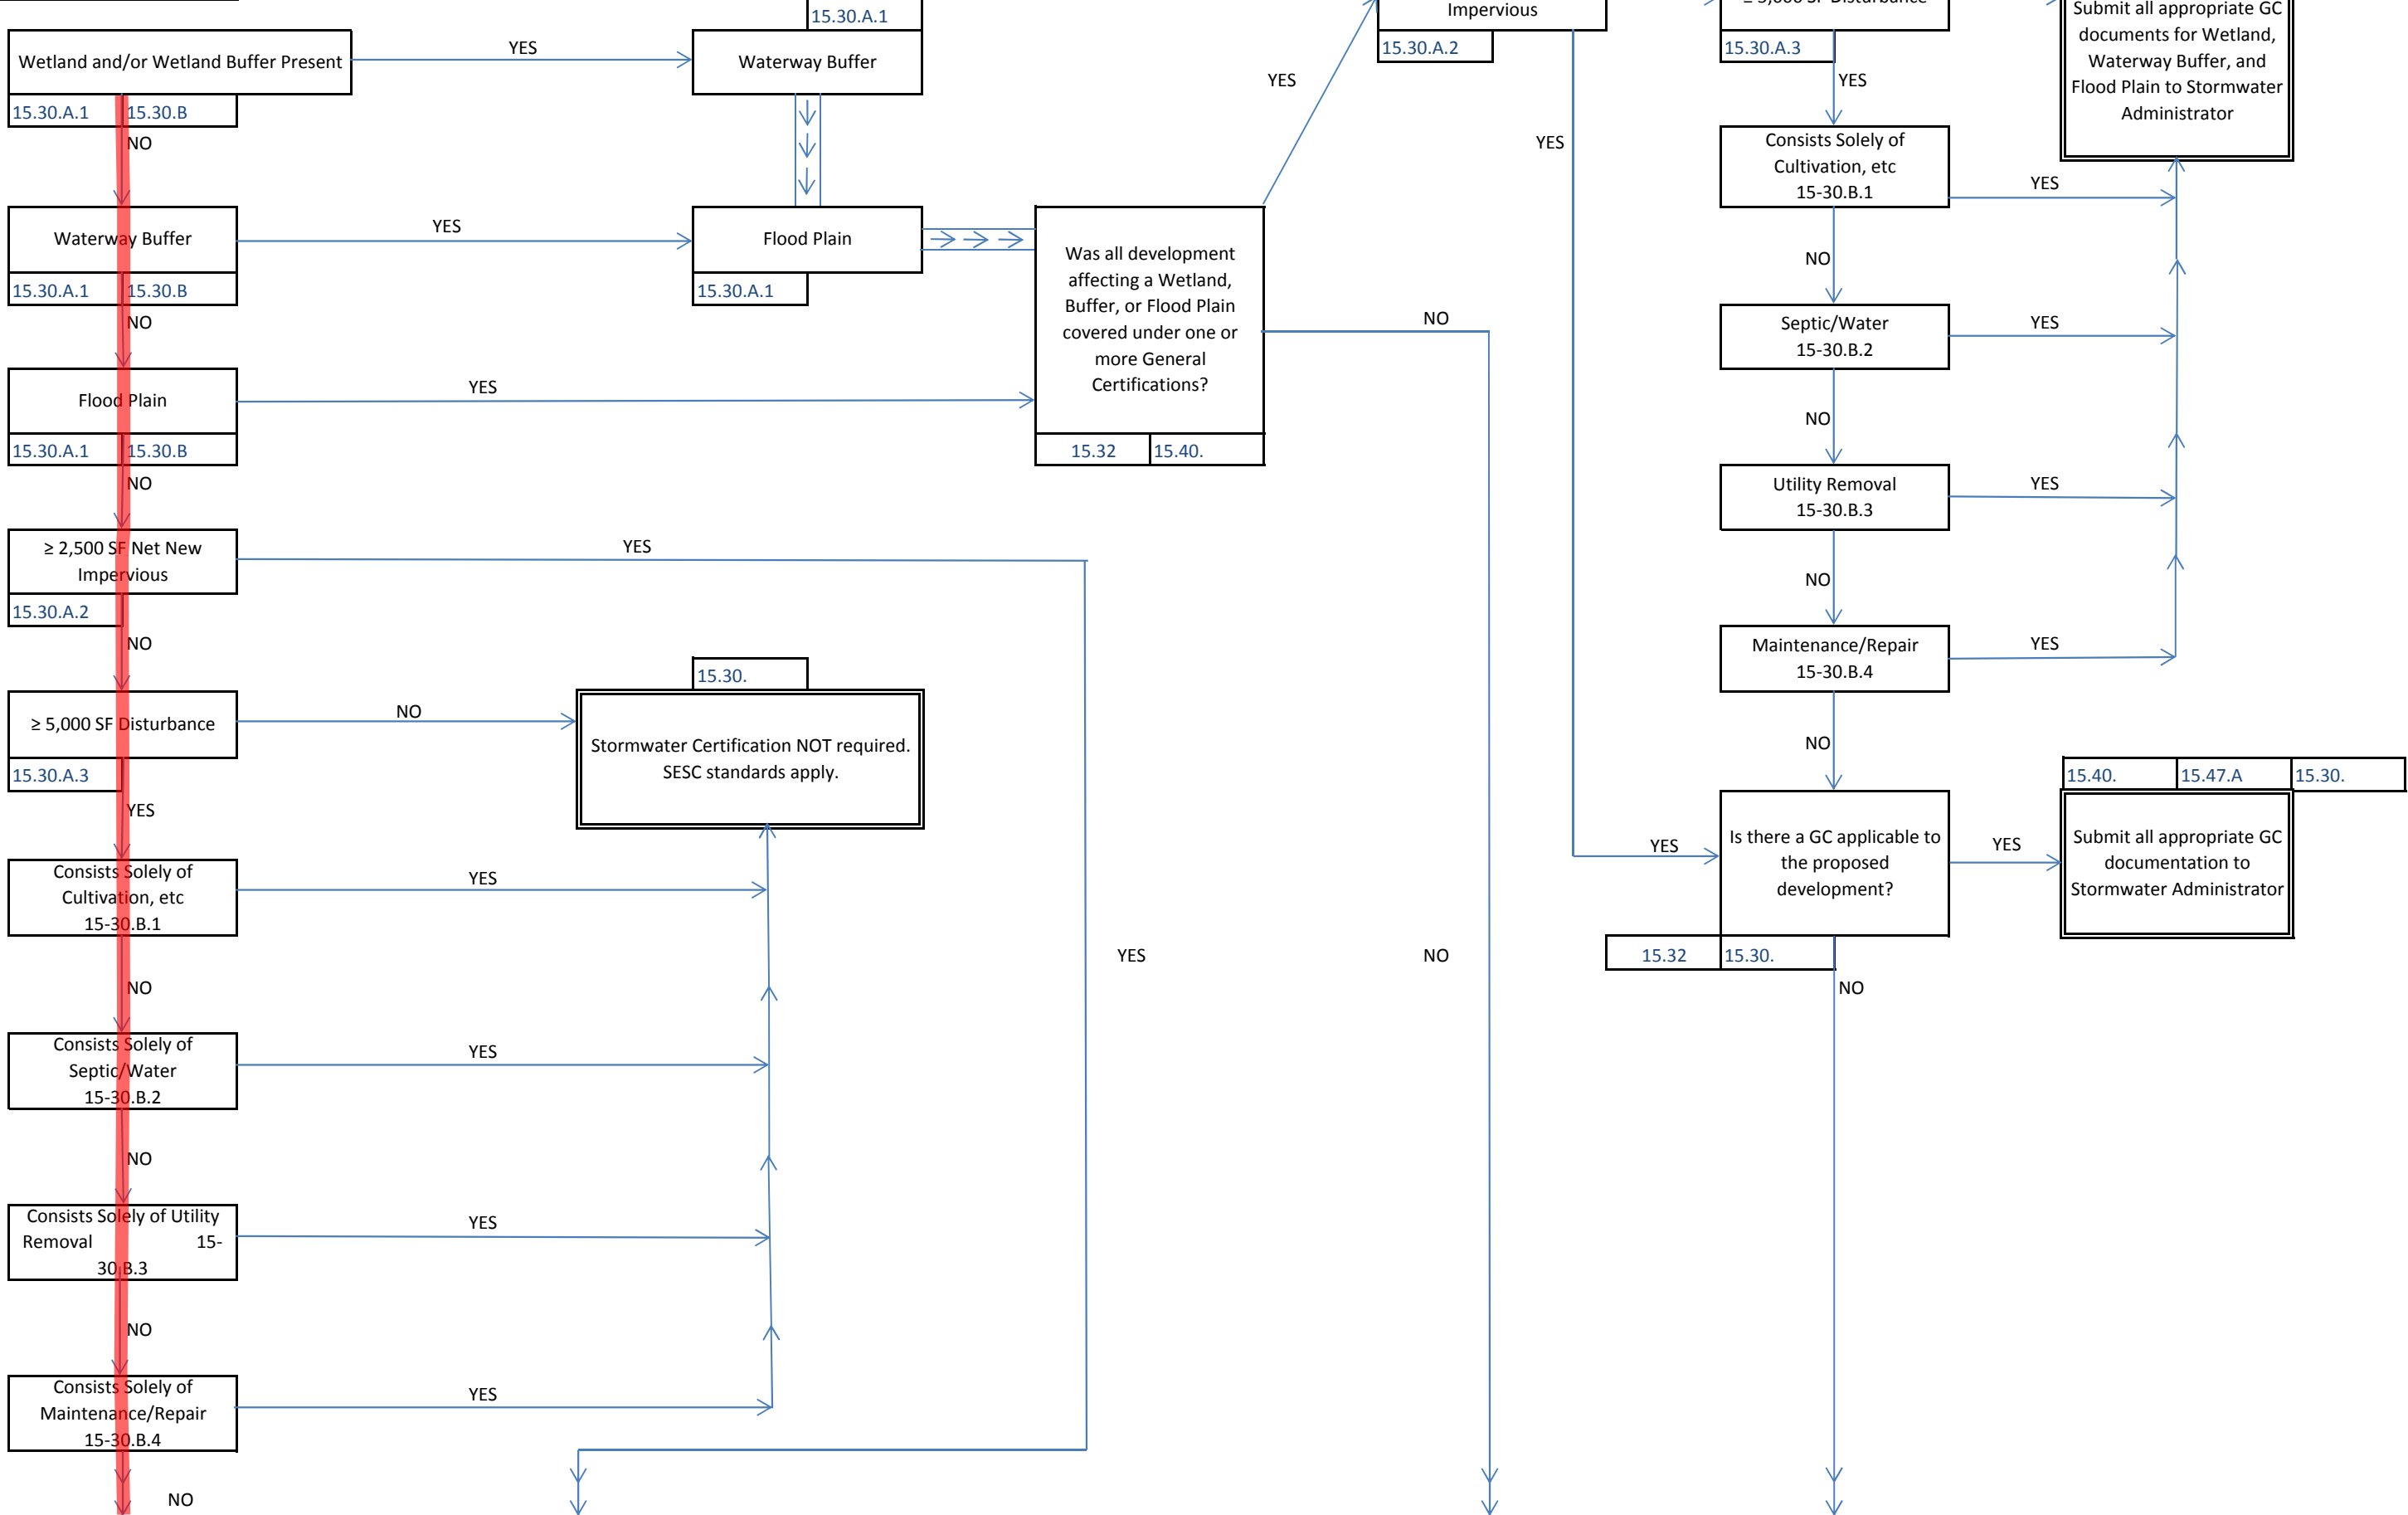 15.30.A.1
Impervious
15.30.A.2
15.30.A.3
Submit all appropriate GC
documents for Wetland,
Waterway Buffer, and
Flood Plain to Stormwater
Administrator
Wetland and/or Wetland Buffer Present
YES
Waterway Buffer
15.30.A.1
15.30.B
NO
YES
YES
YES
Consists Solely of
Cultivation, etc
15-30.B.1
YES
Waterway Buffer
15.30.A.1
15.30.B
YES
Flood Plain
15.30.A.1
Was all development
affecting a Wetland,
Buffer, or Flood Plain
covered under one or
more General
Certifications?
15.32
15.40.
NO
NO
NO
Septic/Water
15-30.B.2
YES
Flood Plain
15.30.A.1
15.30.B
YES
NO
NO
Utility Removal
15-30.B.3
YES
≥ 2,500 SF Net New
Impervious
15.30.A.2
YES
NO
NO
Maintenance/Repair
15-30.B.4
YES
≥ 5,000 SF Disturbance
15.30.A.3
NO
15.30.
Stormwater Certification NOT required.
SESC standards apply.
NO
YES
YES
Is there a GC applicable to
the proposed
development?
15.32
15.30.
YES
15.40.
15.47.A
15.30.
Submit all appropriate GC
documentation to
Stormwater Administrator
Consists Solely of
Cultivation, etc
15-30.B.1
YES
YES
NO
NO
NO
Consists Solely of
Septic/Water
15-30.B.2
YES
NO
Consists Solely of Utility
Removal 15-
30.B.3
YES
NO
Consists Solely of
Maintenance/Repair
15-30.B.4
YES
NO